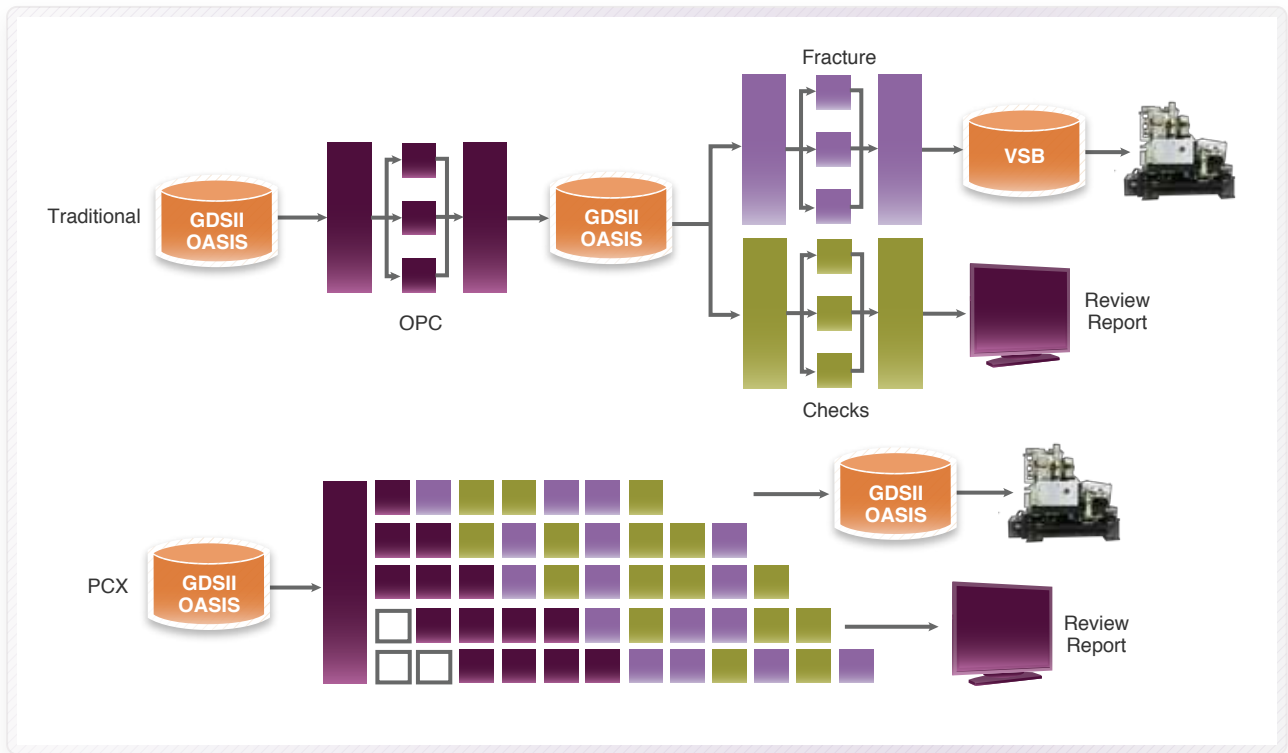 Fracture
VSB
Traditional
GDSII
OASIS
GDSII
OASIS
OPC
Review
Report
Checks
GDSII
OASIS
PCX
GDSII
OASIS
Review
Report